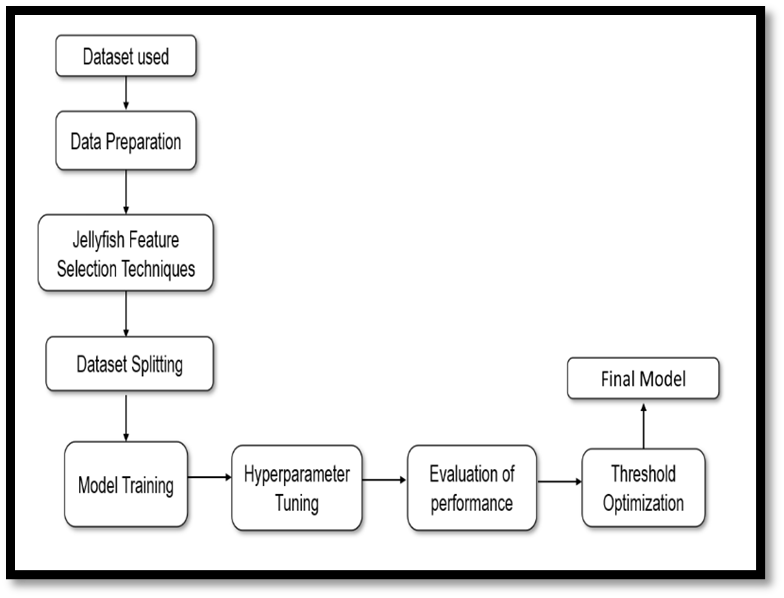 Dataset used
Data Preparation
Jellyfish Feature
Selection Techniques
Dataset Splitting
Model Training
Hyperparameter
Tuning
Evaluation of
performance
Threshold
Optimization
Final Model